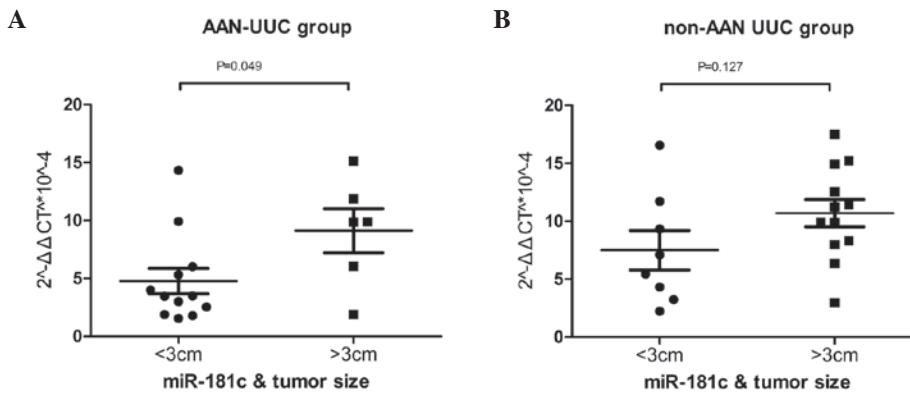 A
AAN-UUC group
P=0.049
20
15
10
5
0
2^-ΔΔCT^*10^-4
<3cm
>3cm
miR-181c & tumor size
B
non-AAN UUC group
P=0.127
20
15
10
5
0
2^-ΔΔCT^*10^-4
<3cm
>3cm
miR-181c & tumor size